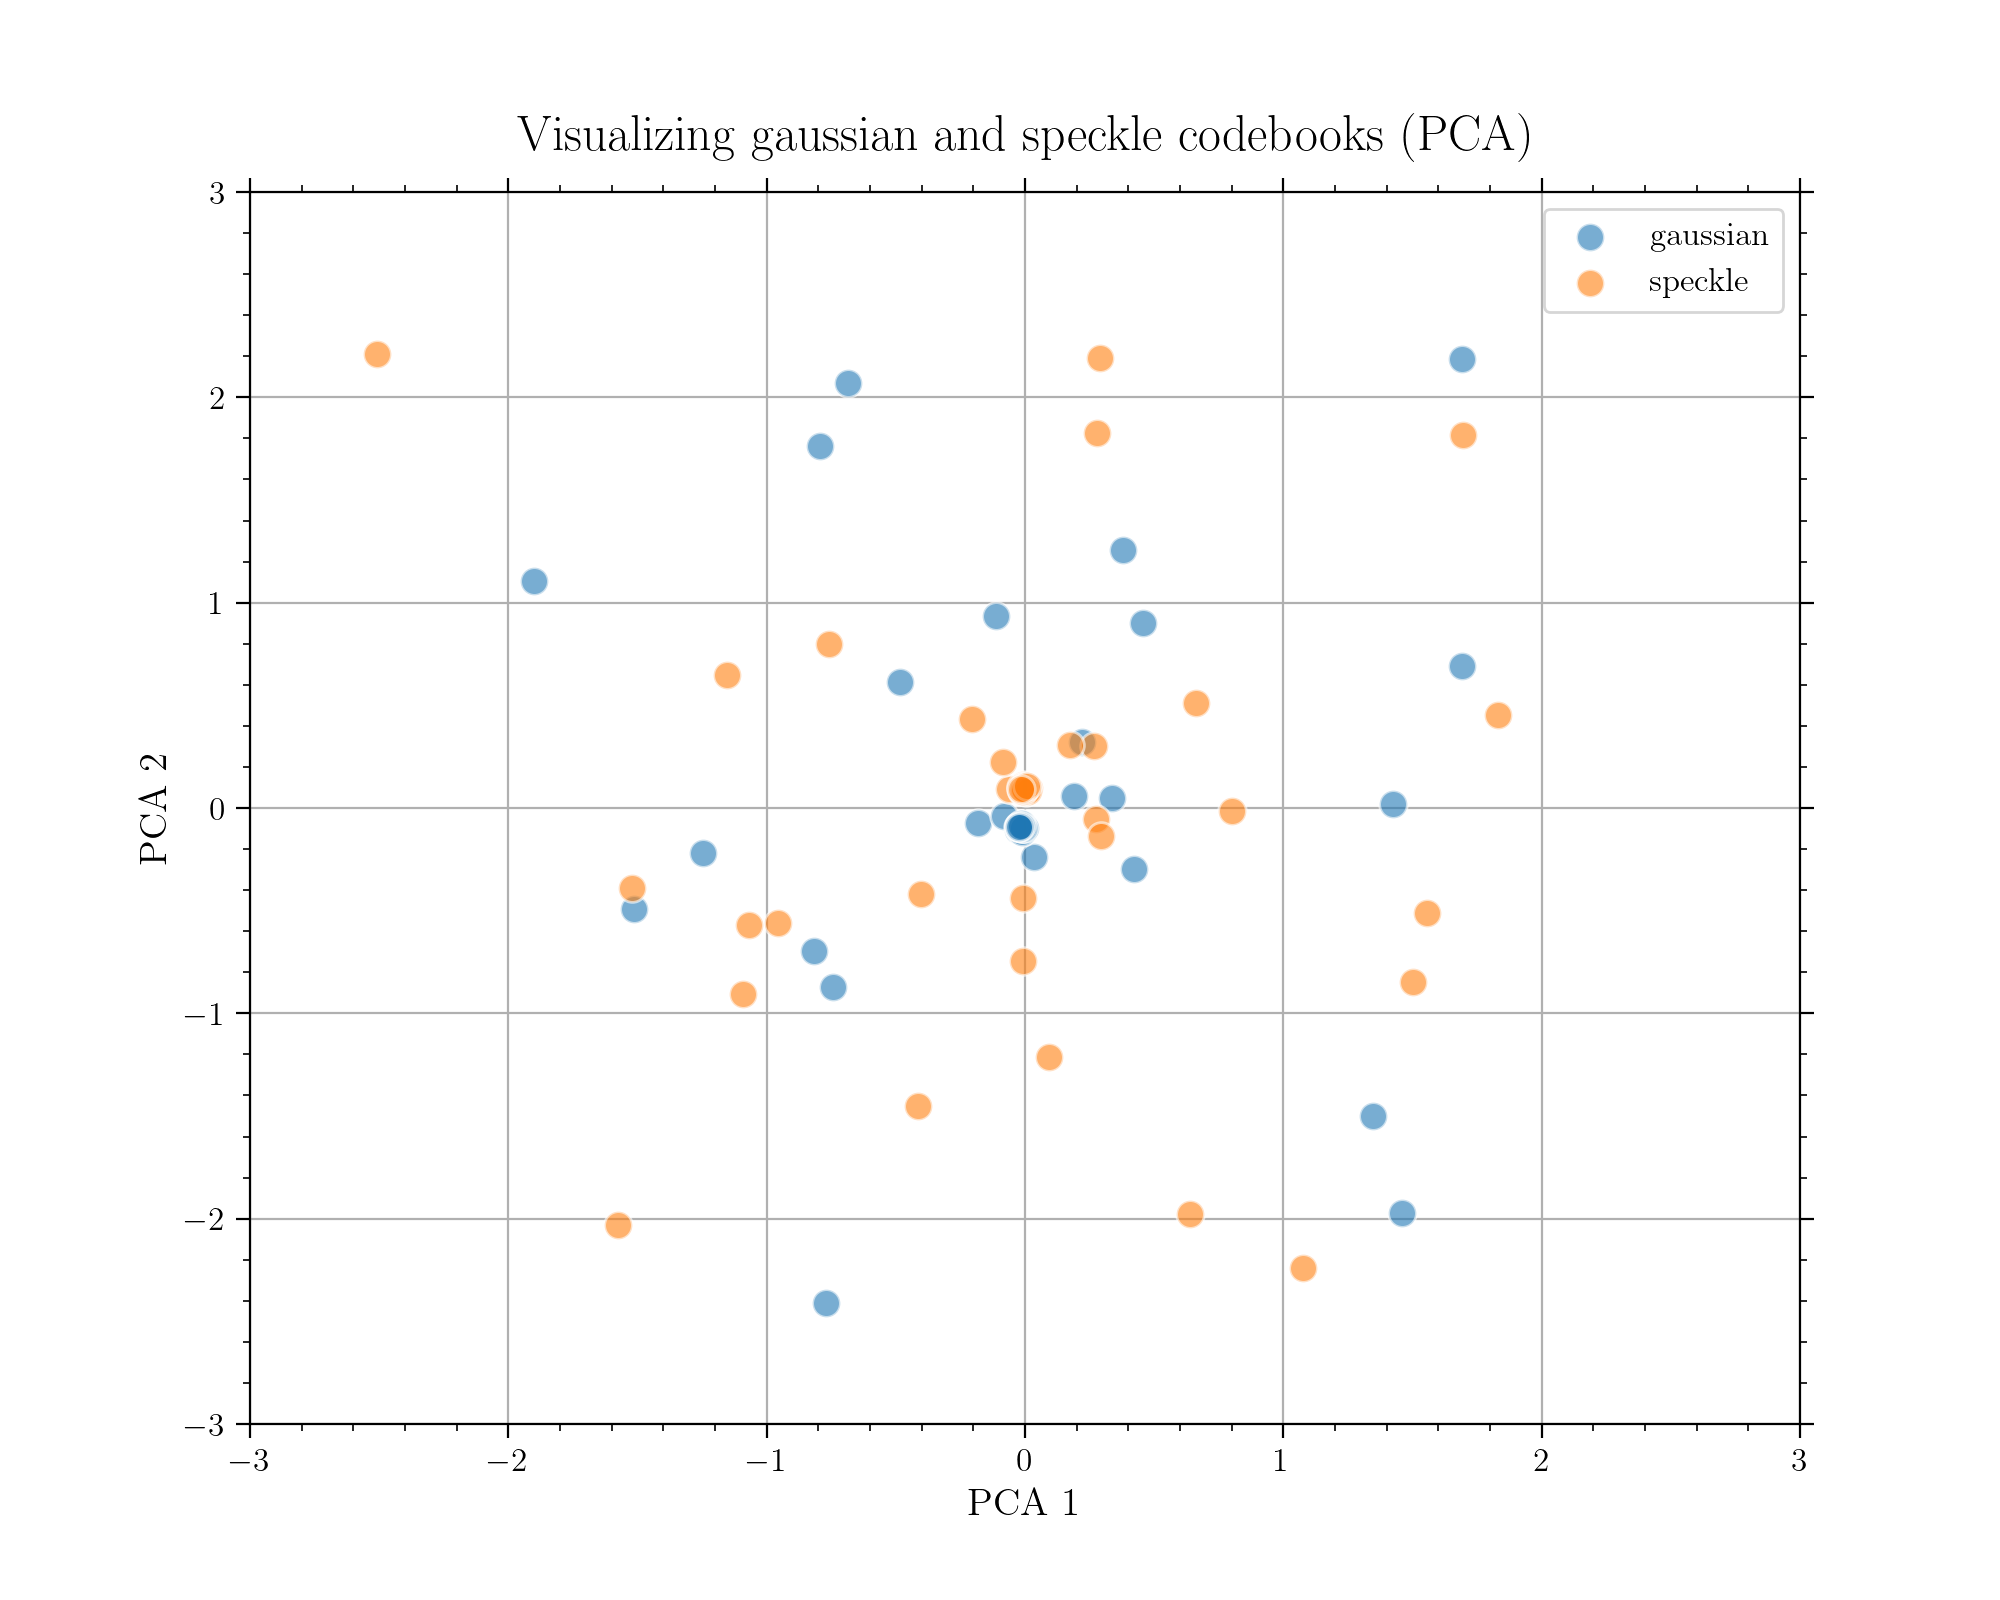 Visualizing gaussian and speckle codebooks (PCA)
gaussian
speckle
3
2
1
0
−1
−2
−3
PCA 2
−3 −2 −1 0 1 2 3
PCA 1